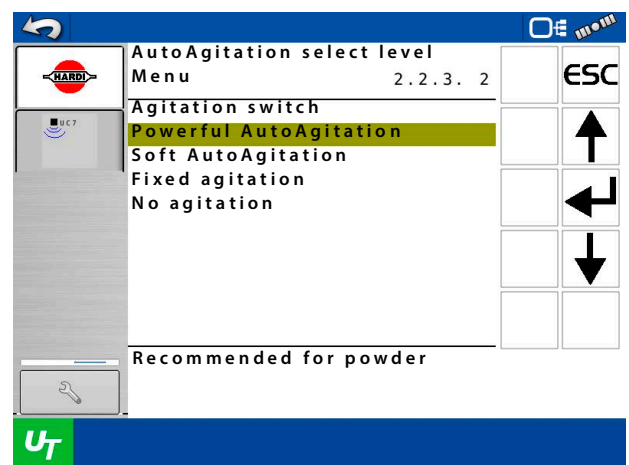 AutoAgitation select level
Menu 2.2.3. 2
HARDI
ESC
UC7
Agitation switch
Powerful AutoAgitation
Soft AutoAgitation
Fixed agitation
No agitation
Recommended for powder
UT